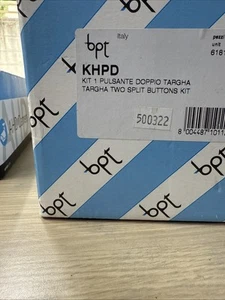 Italy
bpt
KHPD
KIT 1 PULSANTE DOPPIO TARGHA
TARGHA TWO SPLIT BUTTONS KIT
500322
bpt
bpt
bpt
bpt